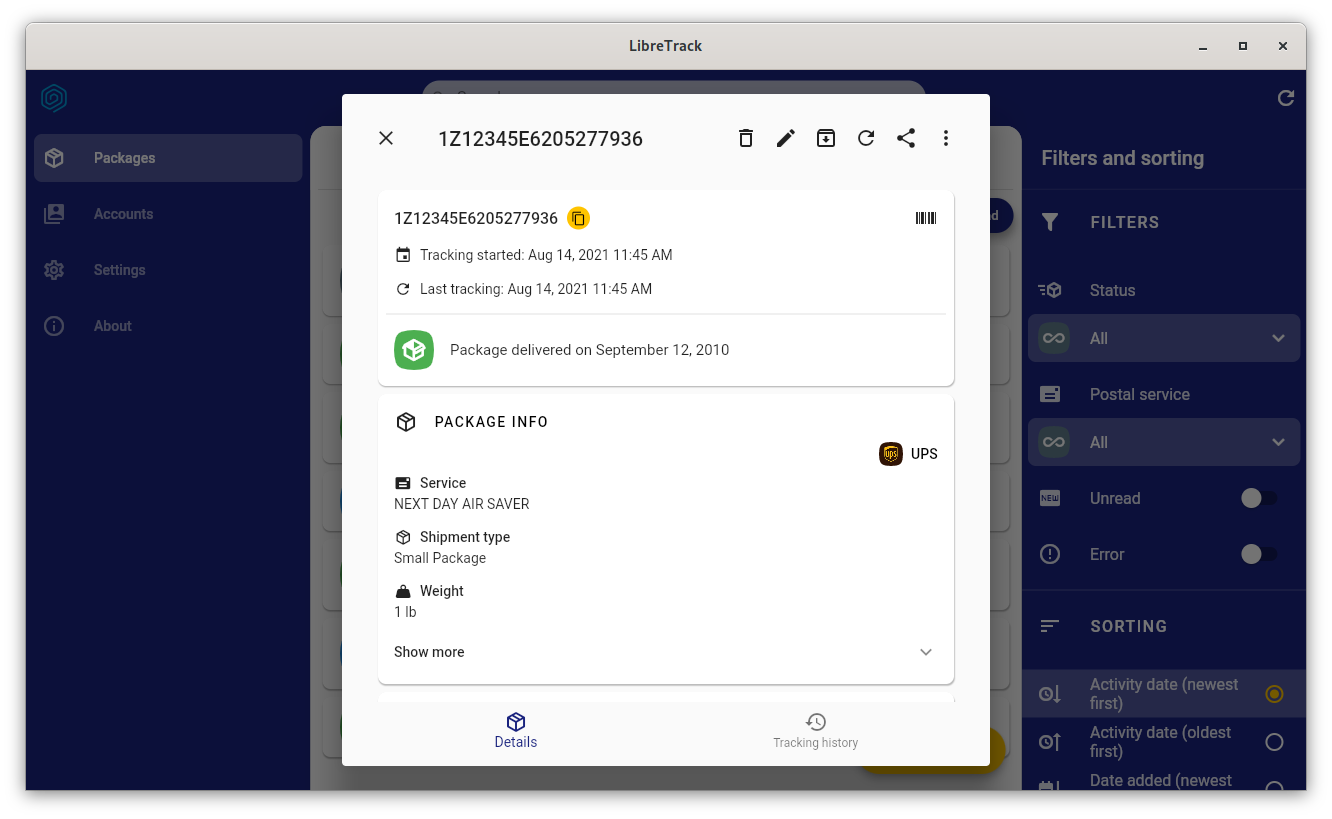 LibreTrack
Packages
Accounts
Settings
About
1Z12345E6205277936
1Z12345E6205277936
Tracking started: Aug 14, 2021 11:45 AM
Last tracking: Aug 14, 2021 11:45 AM
Package delivered on September 12, 2010
PACKAGE INFO
ups
UPS
Service
NEXT DAY AIR SAVER
Shipment type
Small Package
Weight
1 lb
Show more
Details
Tracking history
Filters and sorting
FILTERS
Status
All
Postal service
All
NEW
Unread
Error
SORTING
Activity date (newest
first)
Activity date (oldest
first)
Date added (newest